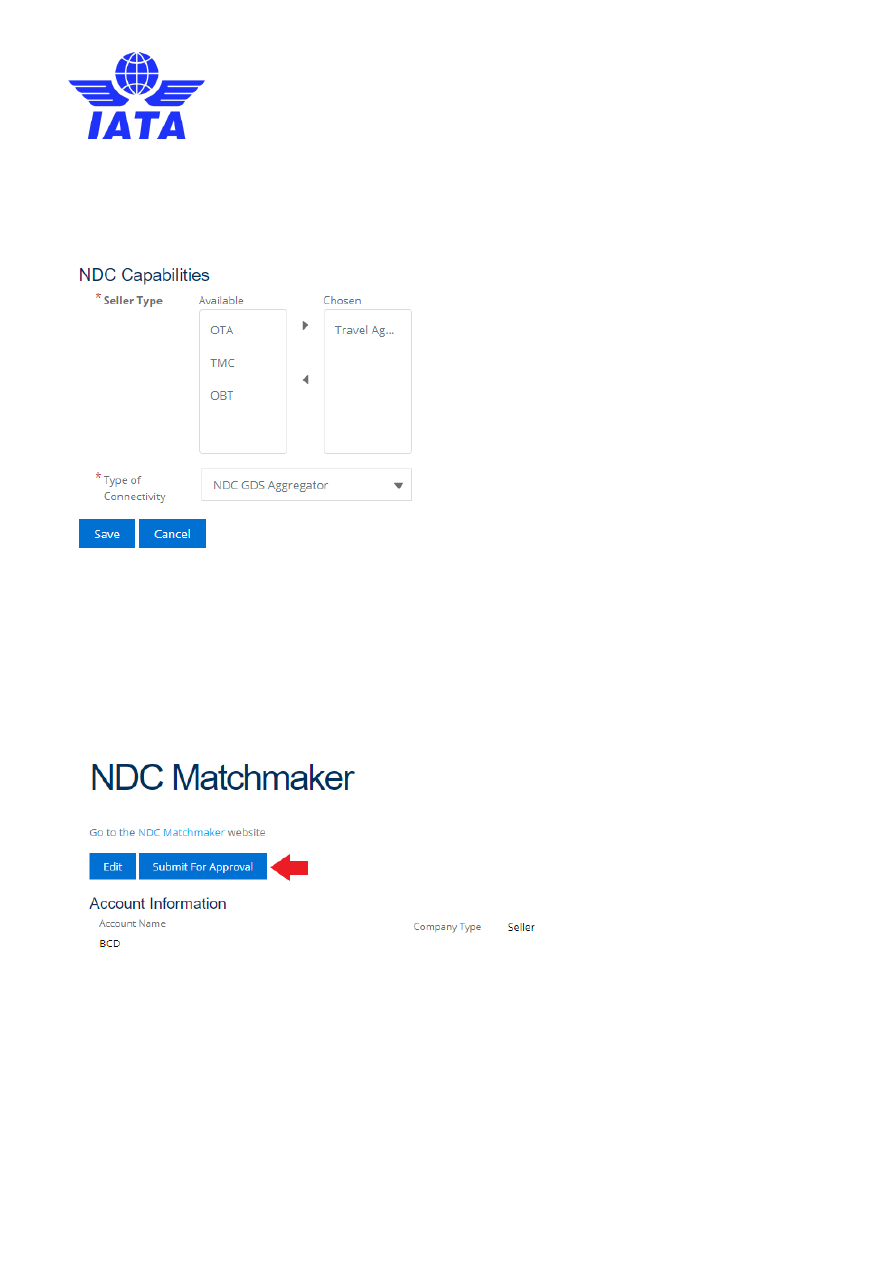 IATA
NDC Capabilities
* Seller Type Available Chosen
OTA Travel Ag...
TMC
OBT
* Type of NDC GDS Aggregator
Connectivity
Save Cancel
NDC Matchmaker
Go to the NDC Matchmaker website
Edit Submit For Approval
Account Information
Account Name Company Type Seller
BCD